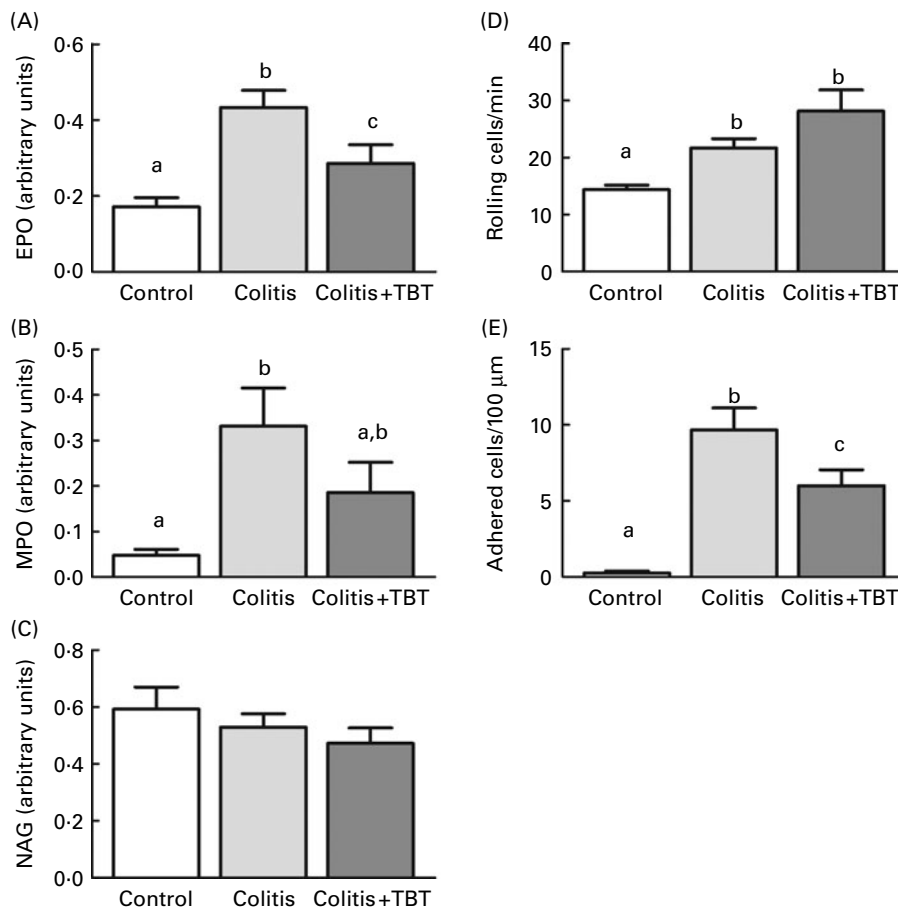 (A)
EPO (arbitrary units)
0·6
0·4
0·2
0·0
a
b
c
Control Colitis Colitis+TBT
(B)
MPO (arbitrary units)
0·5
0·4
0·3
0·2
0·1
0·0
a
b
a,b
Control Colitis Colitis+TBT
(C)
NAG (arbitrary units)
0·8
0·6
0·4
0·2
0·0
Control Colitis Colitis+TBT
(D)
Rolling cells/min
40
30
20
10
0
a
b
b
Control Colitis Colitis+TBT
(E)
Adhered cells/100 μm
15
10
5
0
a
b
c
Control Colitis Colitis+TBT